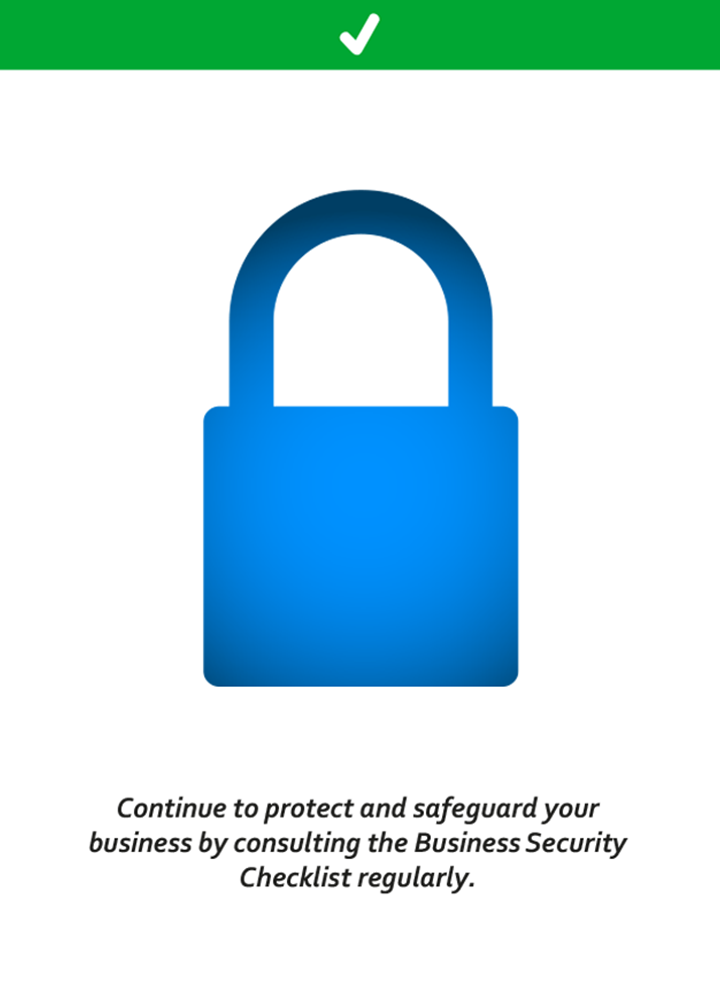 Continue to protect and safeguard your
business by consulting the Business Security
Checklist regularly.